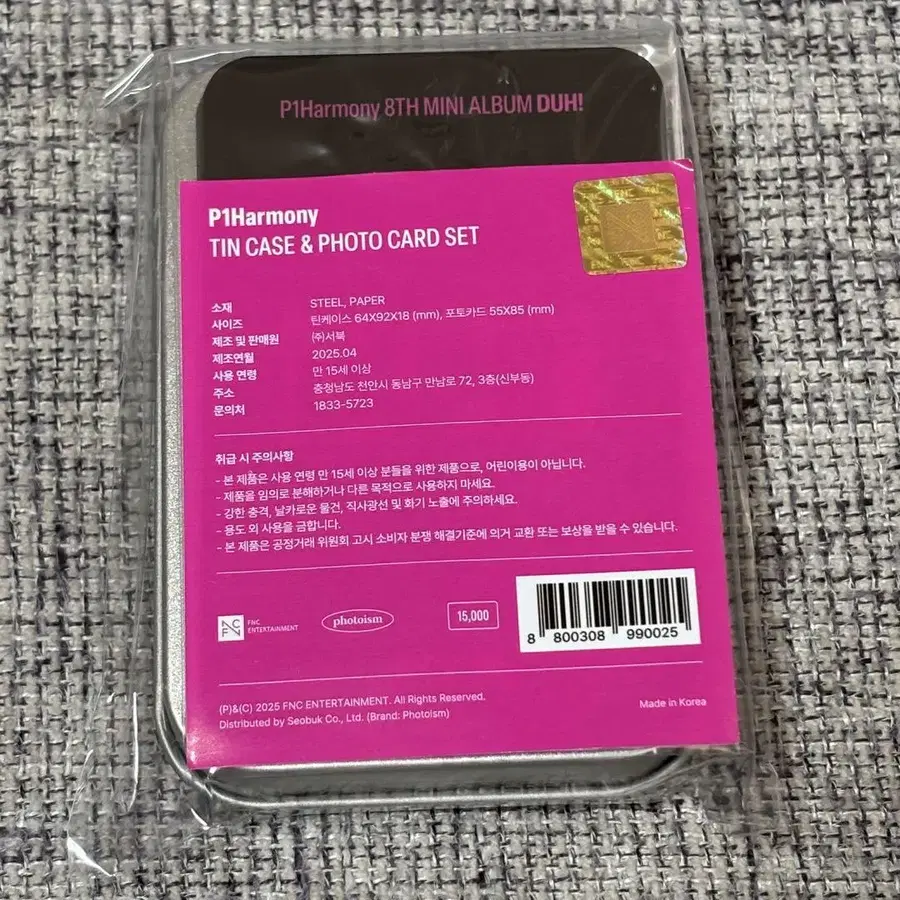 P1Harmony 8TH MINI ALBUM DUH!
P1Harmony
TIN CASE & PHOTO CARD SET
소재 STEEL, PAPER
사이즈 틴케이스 64X92X18 (mm), 포토카드 55X85 (mm)
제조 및 판매원 ㈜서북
제조연월 2025.04
사용 연령 만 15세 이상
주소 충청남도 천안시 동남구 만남로 72, 3층(신부동)
문의처 1833-5723
취급 시 주의사항
- 본 제품은 사용 연령 만 15세 이상 분들을 위한 제품으로, 어린이용이 아닙니다.
- 제품을 임의로 분해하거나 다른 목적으로 사용하지 마세요.
- 강한 충격, 날카로운 물건, 직사광선 및 화기 노출에 주의하세요.
- 용도 외 사용을 금합니다.
- 본 제품은 공정거래 위원회 고시 소비자 분쟁 해결기준에 의거 교환 또는 보상을 받을 수 있습니다.
FNC
ENTERTAINMENT
photoism
15,000
8 800308 990025
(P)&(C) 2025 FNC ENTERTAINMENT. All Rights Reserved.
Distributed by Seobuk Co., Ltd. (Brand: Photoism)
Made in Korea